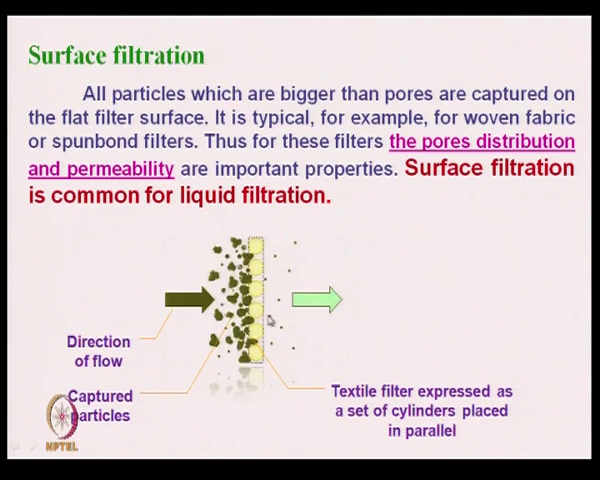 Surface filtration
All particles which are bigger than pores are captured on
the flat filter surface. It is typical, for example, for woven fabric
or spunbond filters. Thus for these filters the pores distribution
and permeability are important properties. Surface filtration
is common for liquid filtration.
Direction
of flow
Captured
particles
Textile filter expressed as
a set of cylinders placed
in parallel
NPTEL